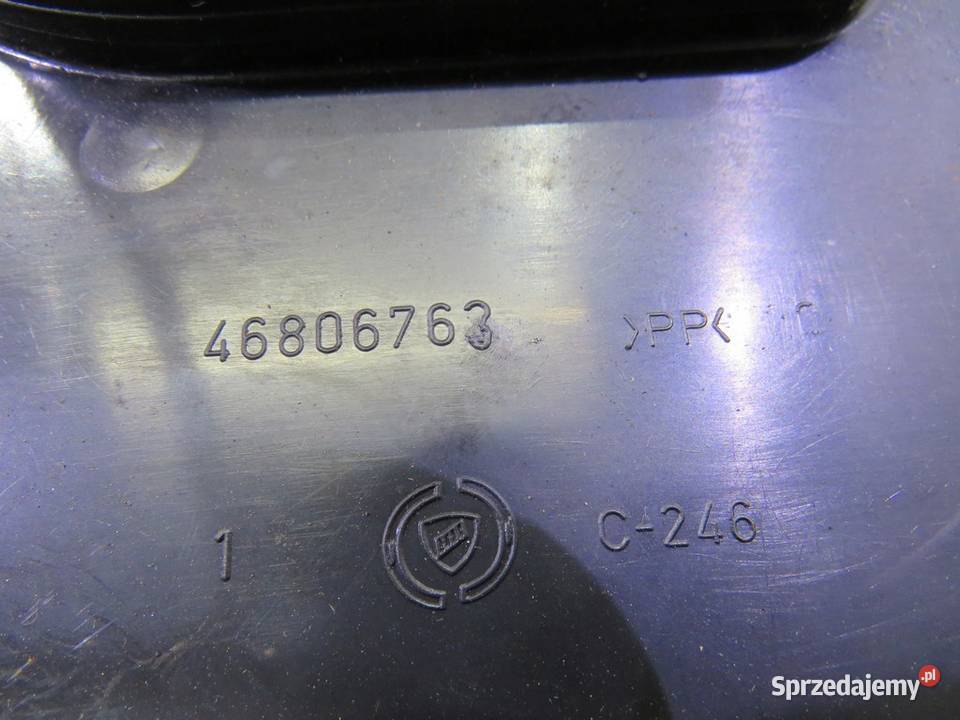 46806763 >PP<
1 C-246
Sprzedajemy.pl